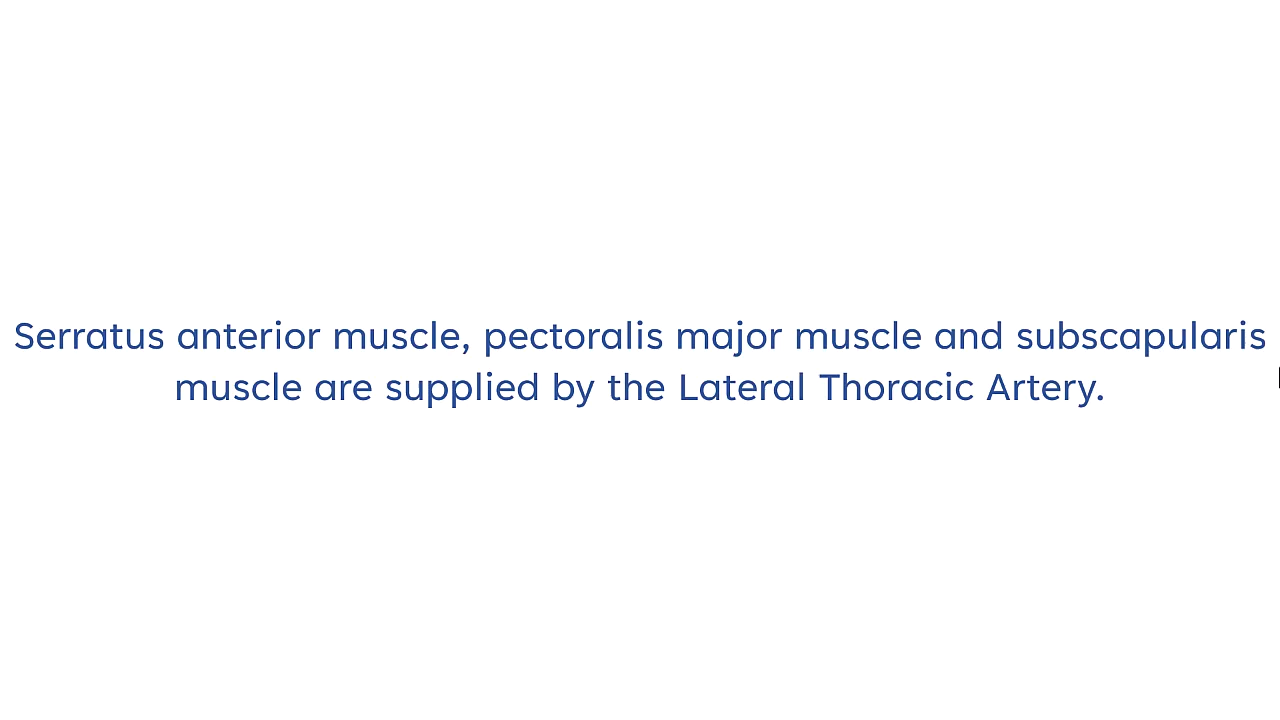 Serratus anterior muscle, pectoralis major muscle and subscapularis
muscle are supplied by the Lateral Thoracic Artery.